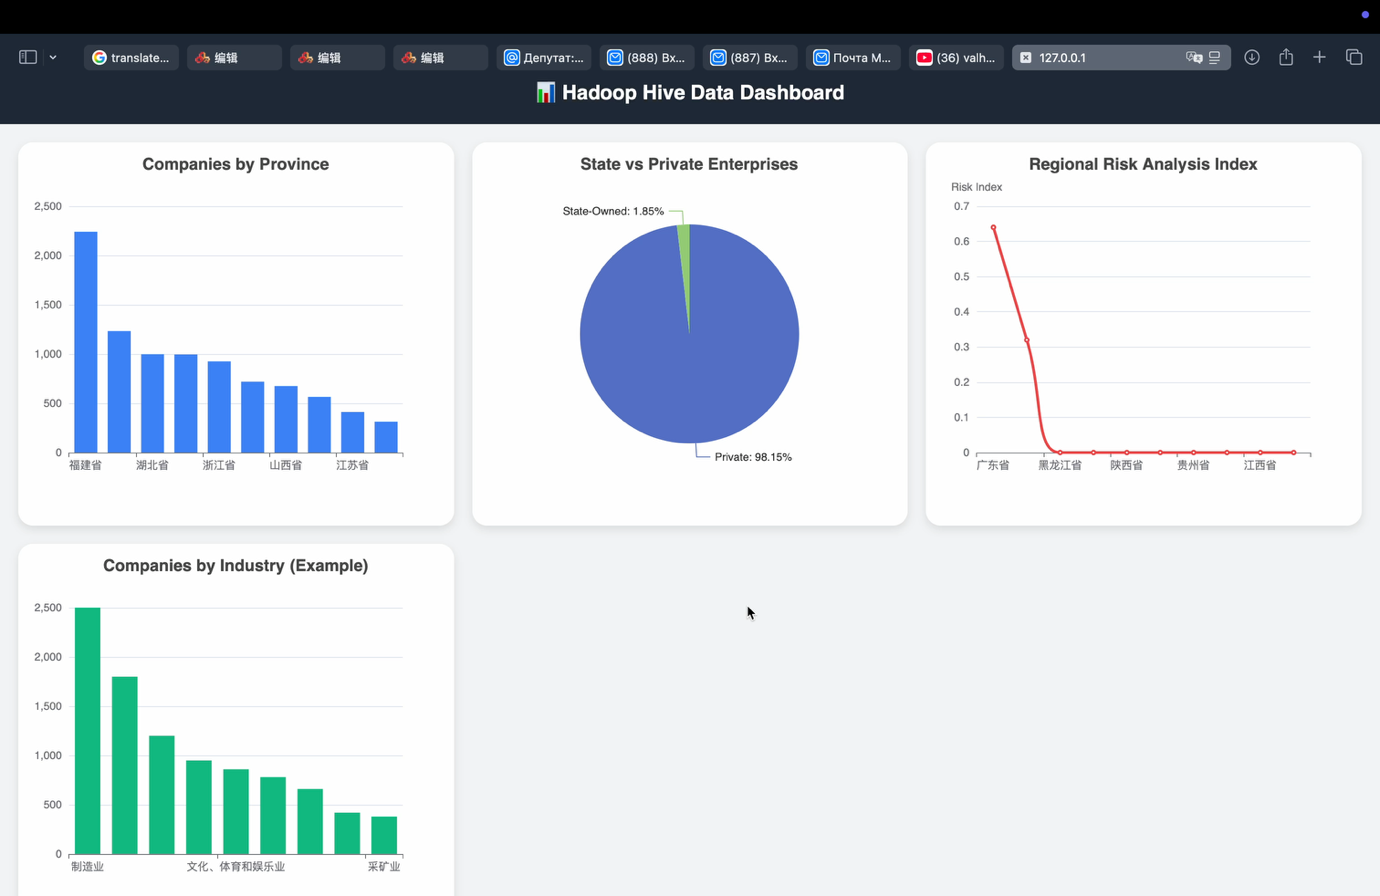 translate...
编辑
编辑
编辑
Депутат:...
(888) Вх...
(887) Вх...
Почта М...
(36) valh...
127.0.0.1
Hadoop Hive Data Dashboard
Companies by Province
2,500
2,000
1,500
1,000
500
0
福建省
湖北省
浙江省
山西省
江苏省
State vs Private Enterprises
State-Owned: 1.85%
Private: 98.15%
Regional Risk Analysis Index
Risk Index
0.7
0.6
0.5
0.4
0.3
0.2
0.1
0
广东省
黑龙江省
陕西省
贵州省
江西省
Companies by Industry (Example)
2,500
2,000
1,500
1,000
500
0
制造业
文化、体育和娱乐业
采矿业